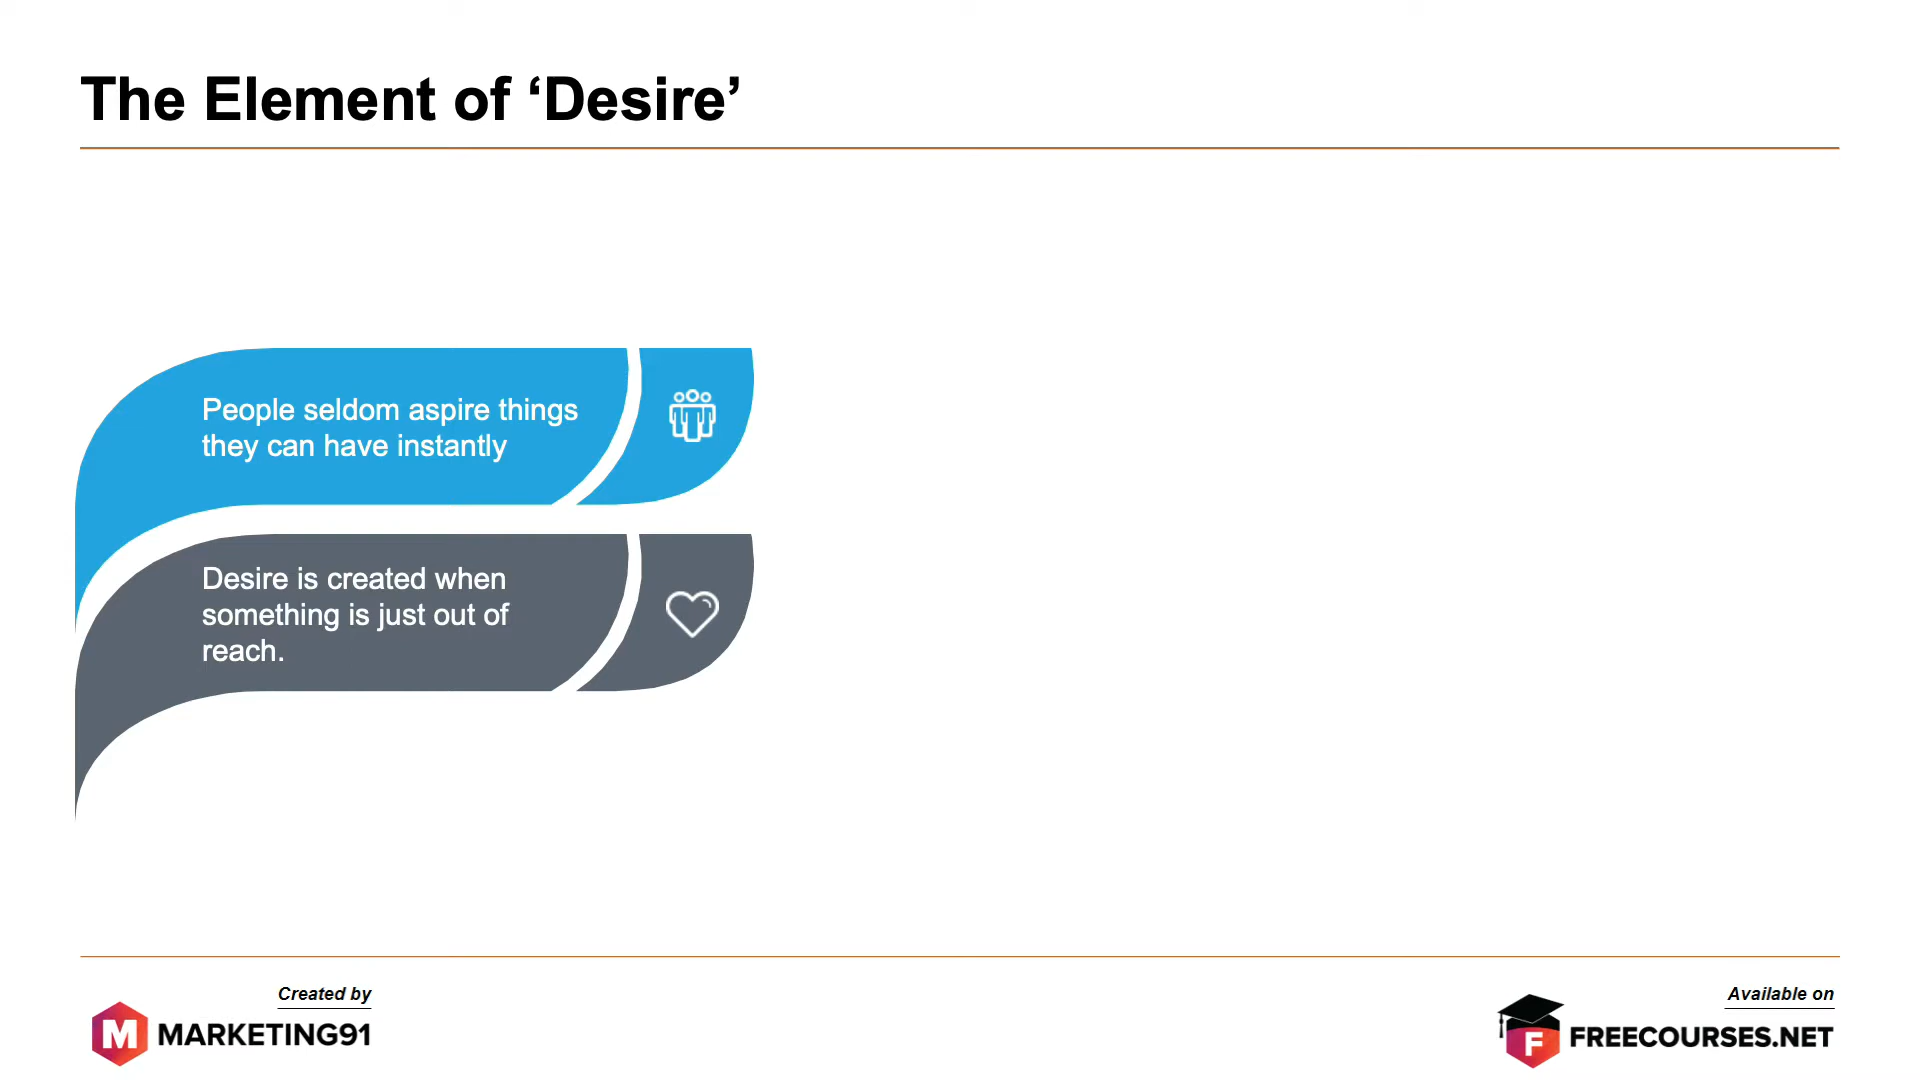 The Element of ‘Desire’
People seldom aspire things
they can have instantly
Desire is created when
something is just out of
reach.
Created by
M MARKETING91
Available on
F FREECOURSES.NET